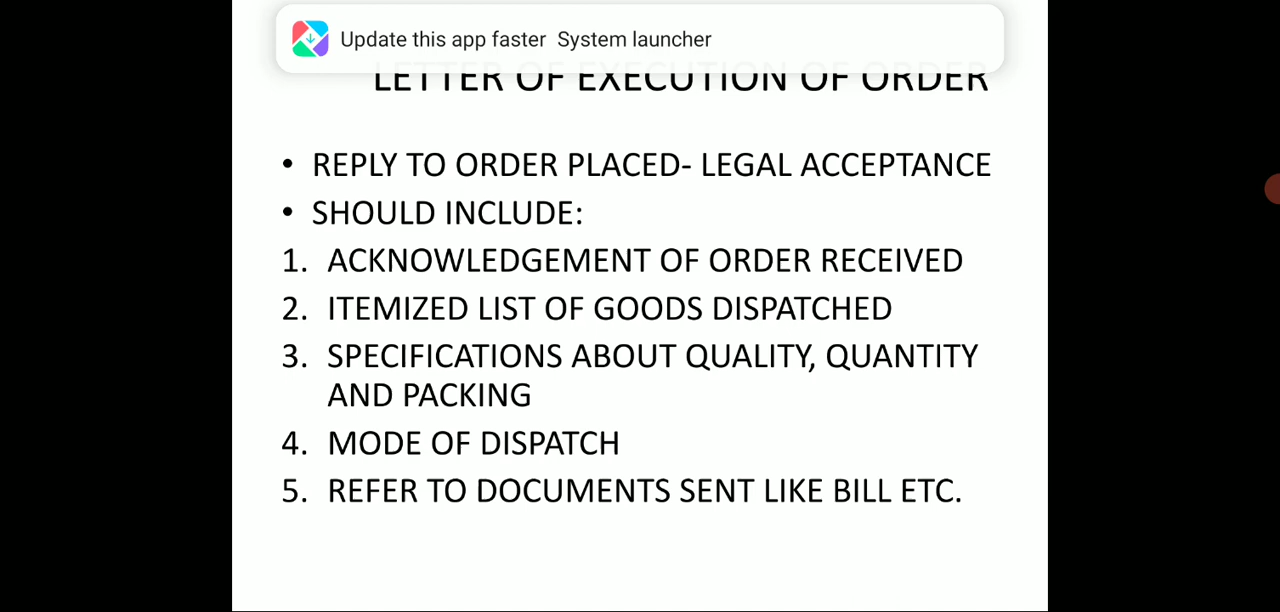 Update this app faster System launcher
LETTER OF EXECUTION OF ORDER
• REPLY TO ORDER PLACED- LEGAL ACCEPTANCE
• SHOULD INCLUDE:
1. ACKNOWLEDGEMENT OF ORDER RECEIVED
2. ITEMIZED LIST OF GOODS DISPATCHED
3. SPECIFICATIONS ABOUT QUALITY, QUANTITY
AND PACKING
4. MODE OF DISPATCH
5. REFER TO DOCUMENTS SENT LIKE BILL ETC.